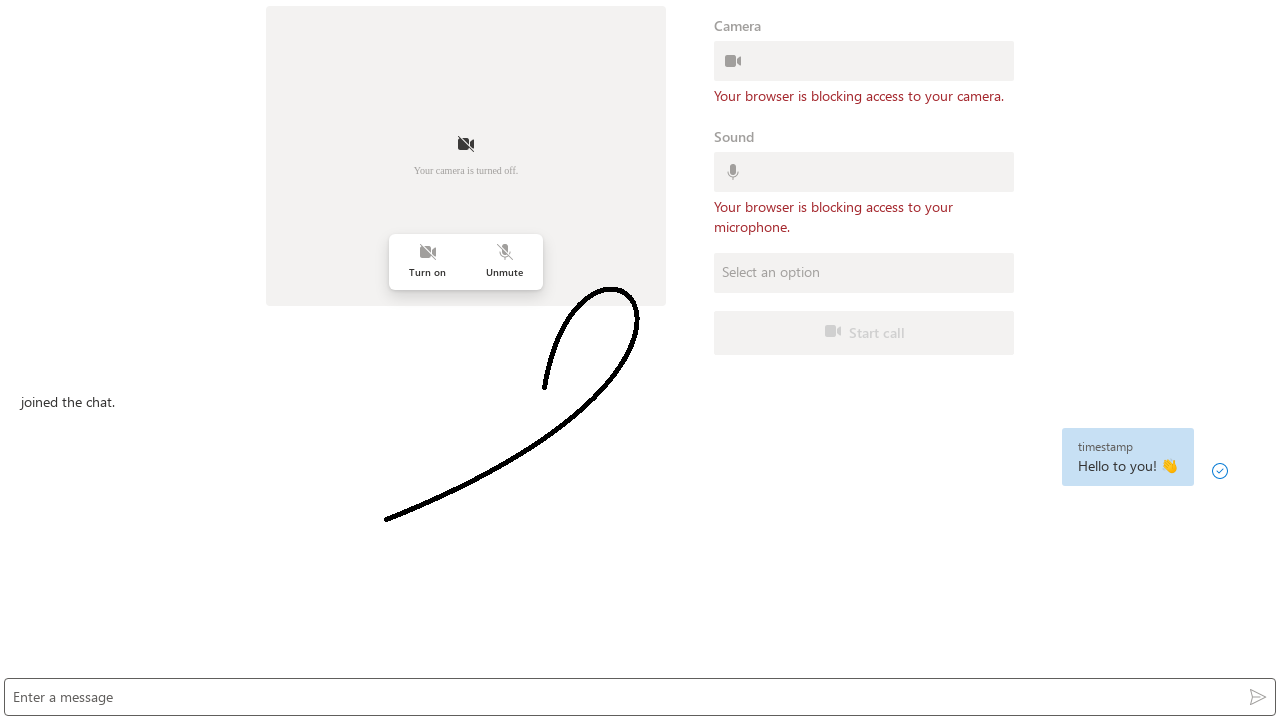 Camera
Your browser is blocking access to your camera.
Your camera is turned off.
Sound
Your browser is blocking access to your
microphone.
Turn on
Unmute
Select an option
Start call
joined the chat.
timestamp
Hello to you! 👋
Enter a message